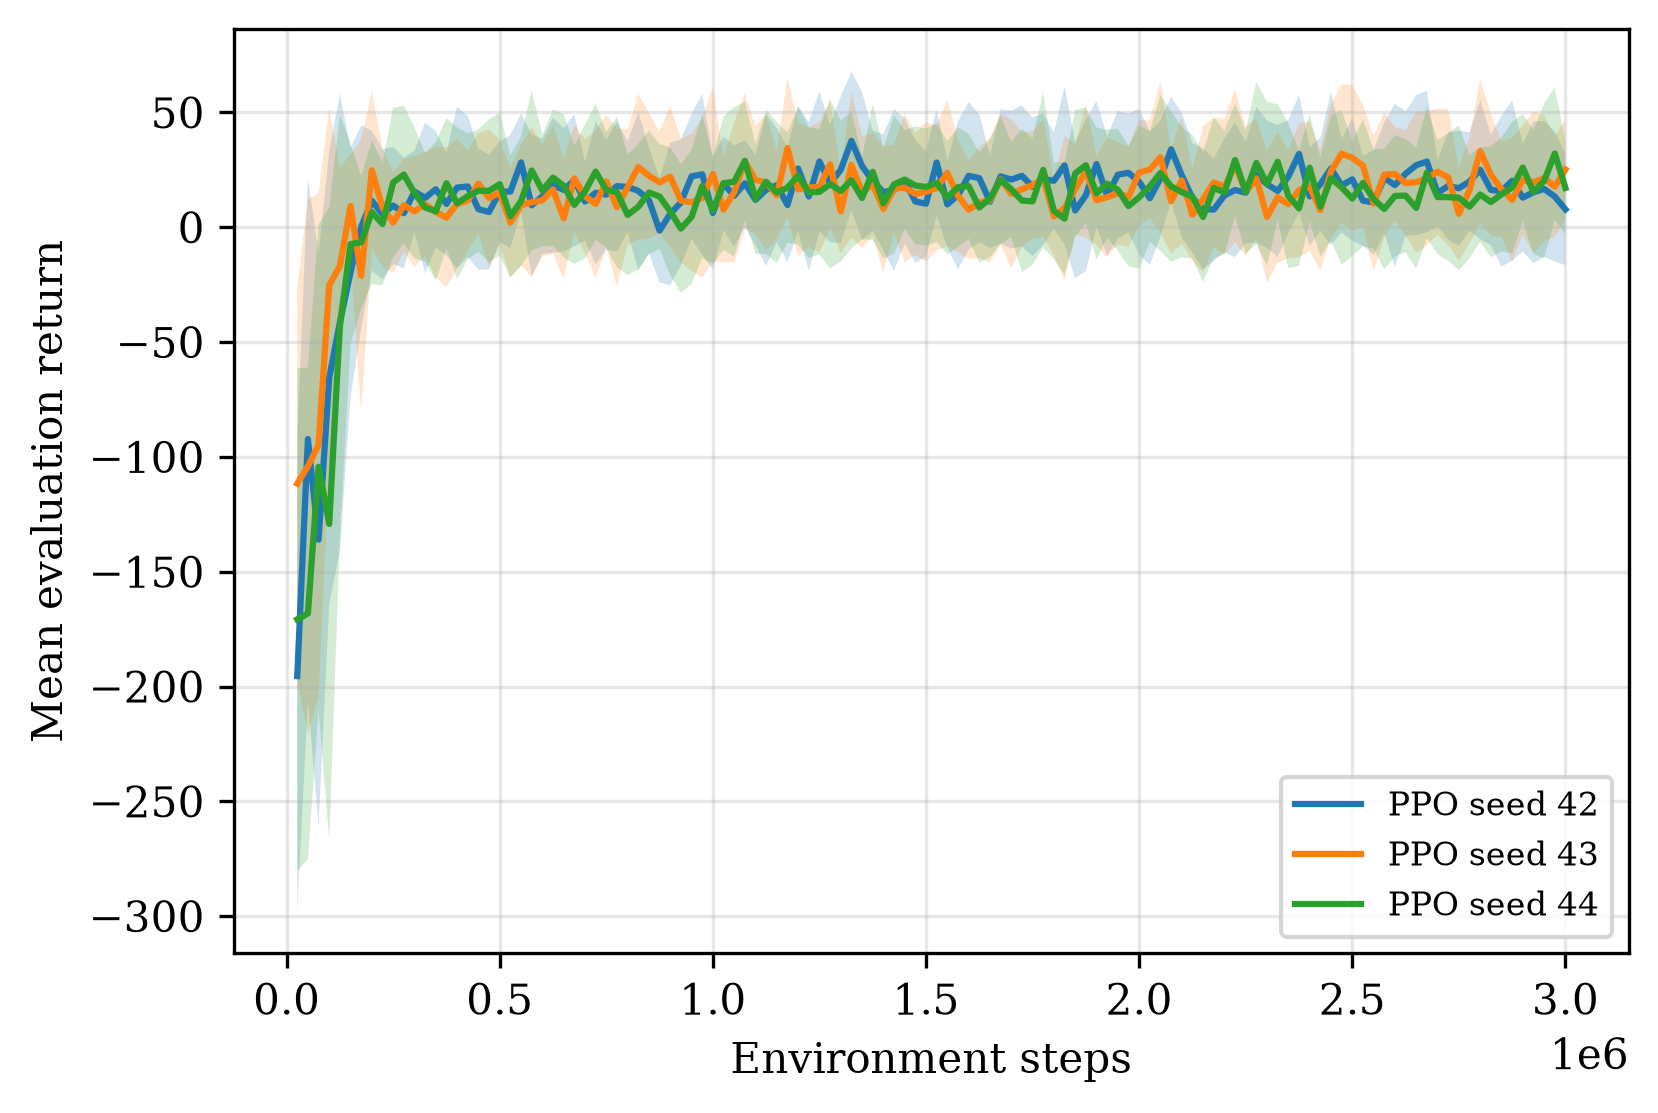 50
0
−50
−100
−150
−200
−250
−300
Mean evaluation return
0.0 0.5 1.0 1.5 2.0 2.5 3.0
1e6
Environment steps
PPO seed 42
PPO seed 43
PPO seed 44